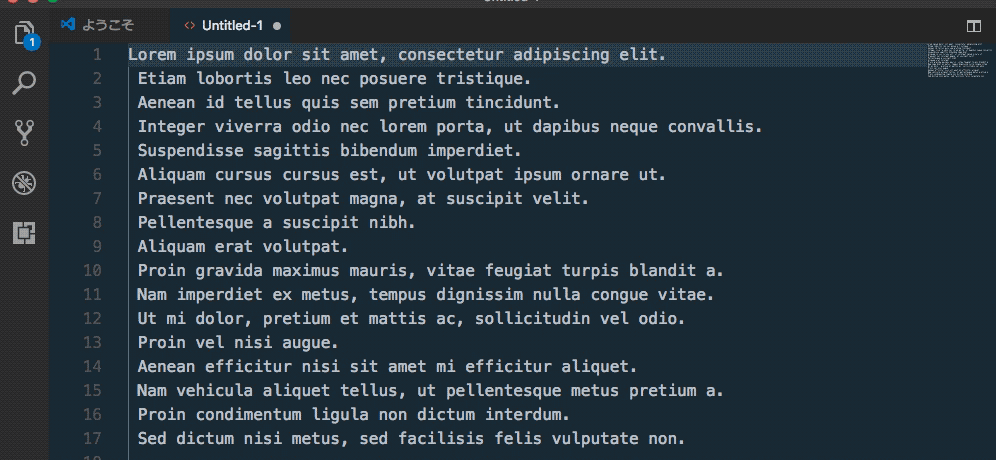 1
ようこそ
<> Untitled-1
1 Lorem ipsum dolor sit amet, consectetur adipiscing elit.
2 Etiam lobortis leo nec posuere tristique.
3 Aenean id tellus quis sem pretium tincidunt.
4 Integer viverra odio nec lorem porta, ut dapibus neque convallis.
5 Suspendisse sagittis bibendum imperdiet.
6 Aliquam cursus cursus est, ut volutpat ipsum ornare ut.
7 Praesent nec volutpat magna, at suscipit velit.
8 Pellentesque a suscipit nibh.
9 Aliquam erat volutpat.
10 Proin gravida maximus mauris, vitae feugiat turpis blandit a.
11 Nam imperdiet ex metus, tempus dignissim nulla congue vitae.
12 Ut mi dolor, pretium et mattis ac, sollicitudin vel odio.
13 Proin vel nisi augue.
14 Aenean efficitur nisi sit amet mi efficitur aliquet.
15 Nam vehicula aliquet tellus, ut pellentesque metus pretium a.
16 Proin condimentum ligula non dictum interdum.
17 Sed dictum nisi metus, sed facilisis felis vulputate non.